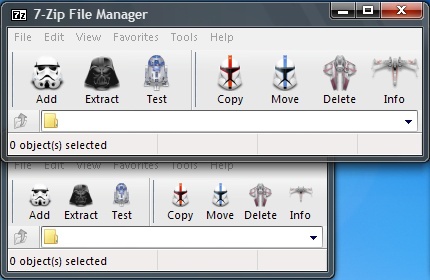 7z 7-Zip File Manager
File Edit View Favorites Tools Help
Add Extract Test Copy Move Delete Info
0 object(s) selected
File Edit View Favorites Tools Help
Add Extract Test Copy Move Delete Info
0 object(s) selected